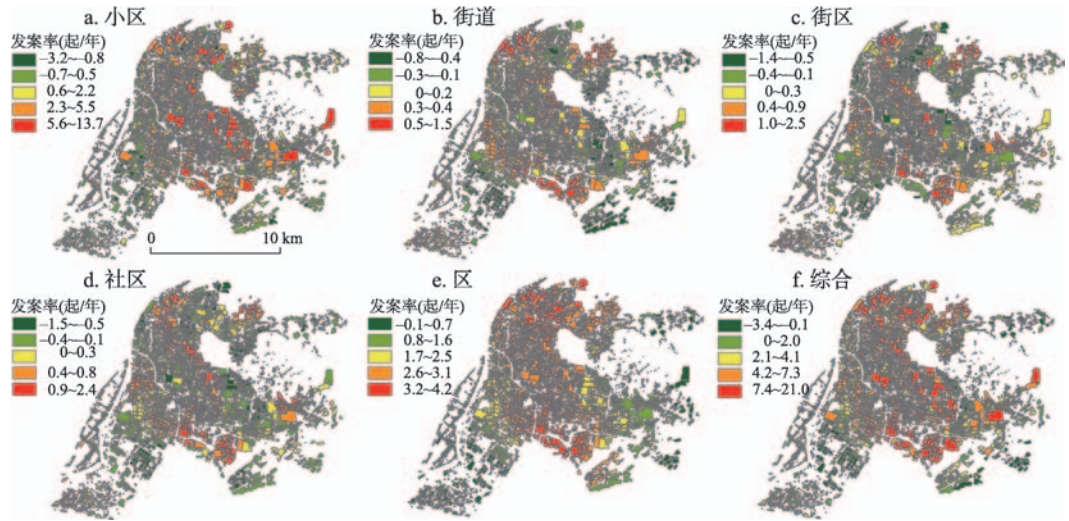 a. 小区
发案率(起/年)
–3.2~–0.8
–0.7~0.5
0.6~2.2
2.3~5.5
5.6~13.7
0 10 km
b. 街道
发案率(起/年)
–0.8~–0.4
–0.3~–0.1
0~0.2
0.3~0.4
0.5~1.5
c. 街区
发案率(起/年)
–1.4~–0.5
–0.4~–0.1
0~0.3
0.4~0.9
1.0~2.5
d. 社区
发案率(起/年)
–1.5~–0.5
–0.4~–0.1
0~0.3
0.4~0.8
0.9~2.4
e. 区
发案率(起/年)
–0.1~0.7
0.8~1.6
1.7~2.5
2.6~3.1
3.2~4.2
f. 综合
发案率(起/年)
–3.4~–0.1
0~2.0
2.1~4.1
4.2~7.3
7.4~21.0